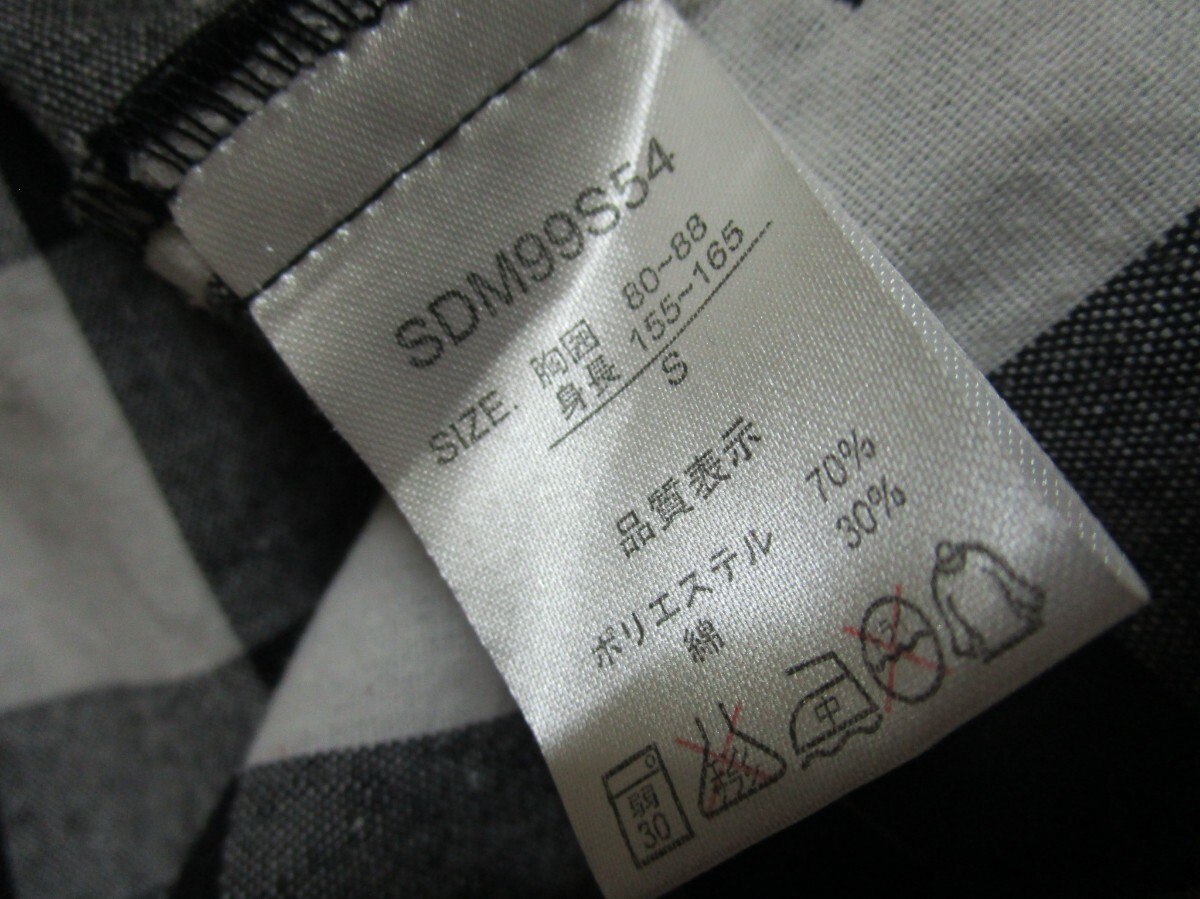 SDM99S54
SIZE. 胸囲 80~88
身長 155~165
S
品質表示
ポリエステル 70%
綿 30%
弱 30
中